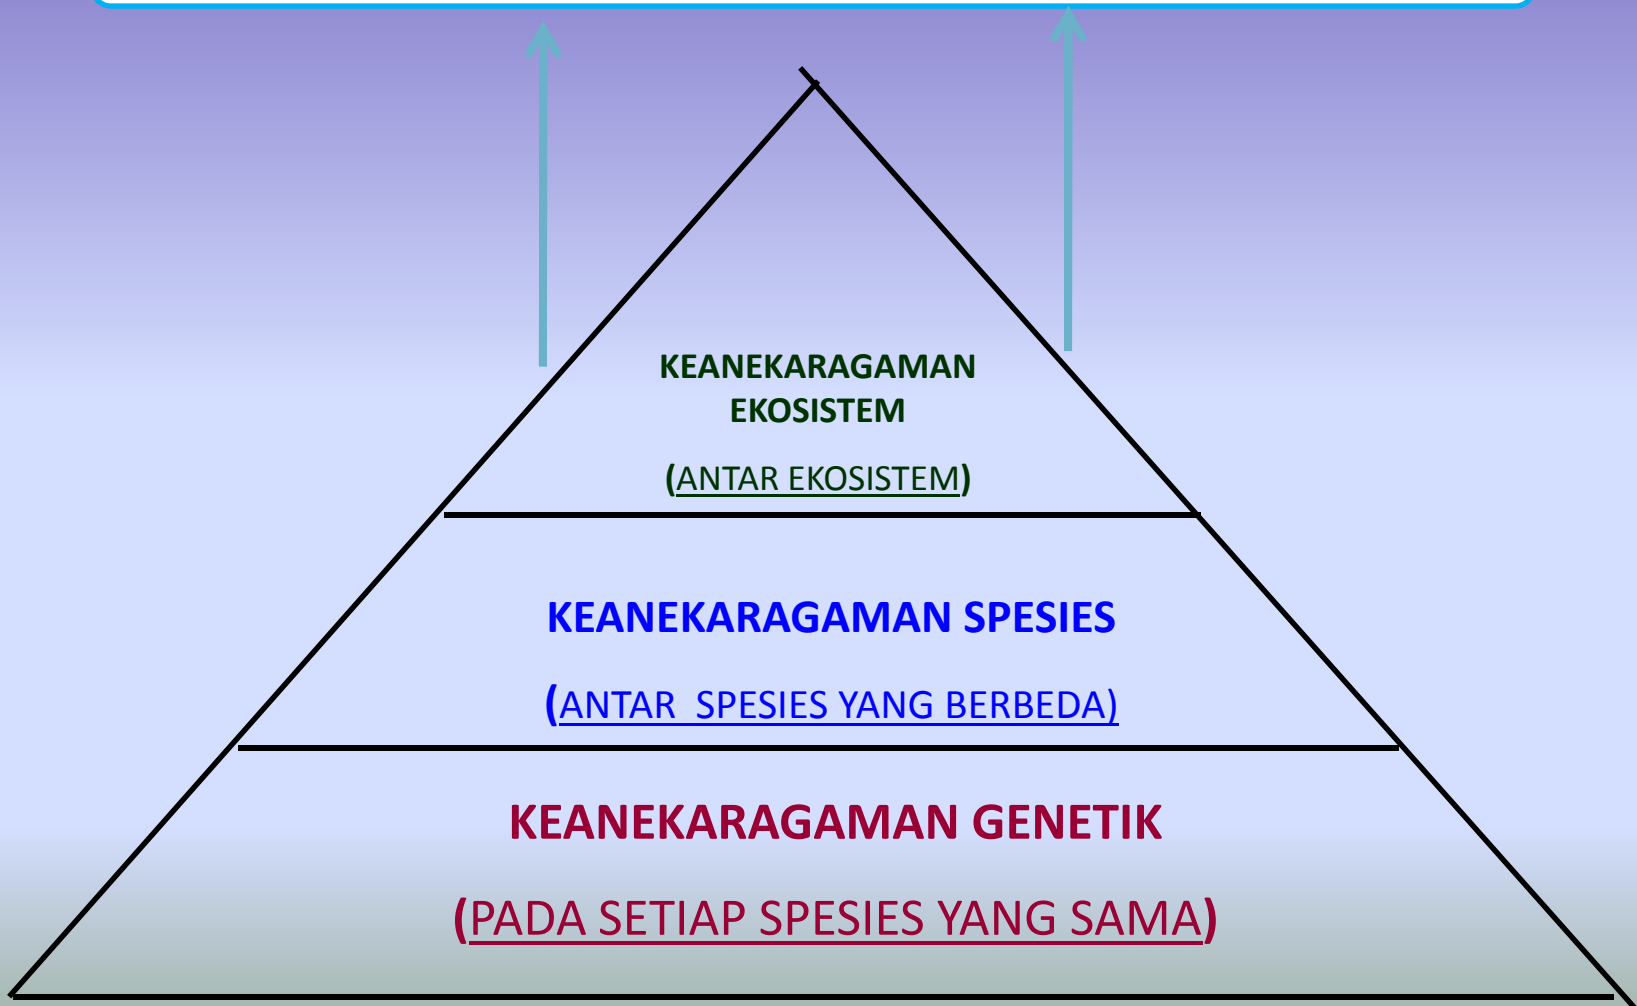 KEANEKARAGAMAN
EKOSISTEM
(ANTAR EKOSISTEM)
KEANEKARAGAMAN SPESIES
(ANTAR  SPESIES YANG BERBEDA)
KEANEKARAGAMAN GENETIK
(PADA SETIAP SPESIES YANG SAMA)